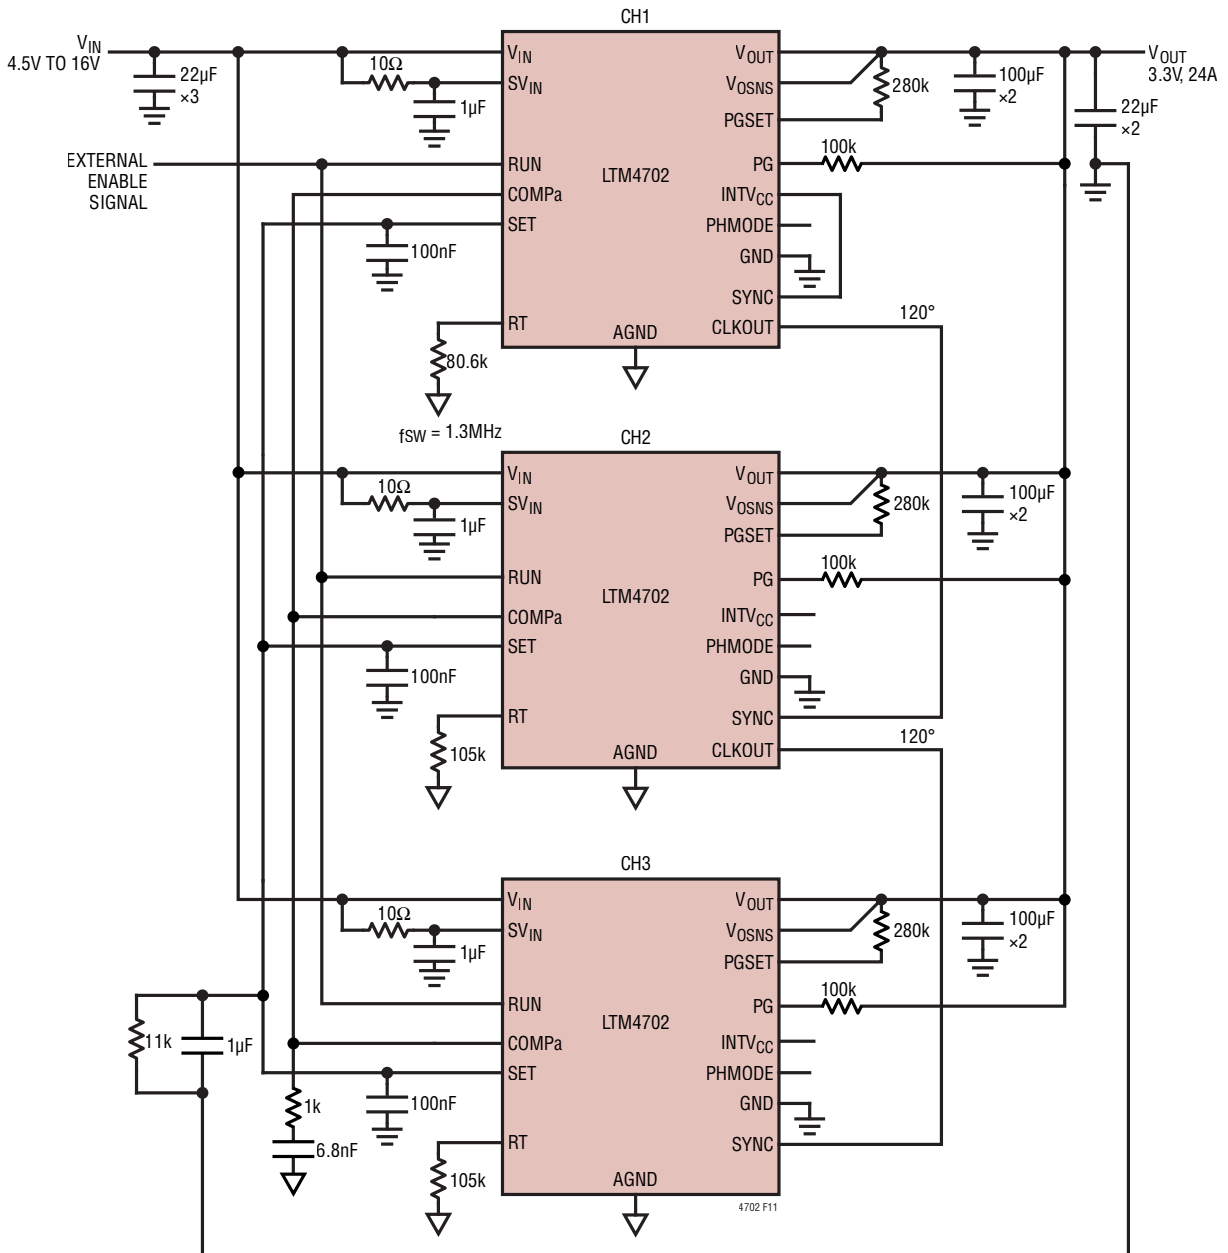 CH1
VIN
4.5V TO 16V
22µF
×3
10Ω
1µF
EXTERNAL
ENABLE
SIGNAL
100nF
80.6k
fSW = 1.3MHz
VIN
SVIN
RUN
COMPa
SET
RT
LTM4702
AGND
VOUT
VOSNS
PGSET
PG
INTVCC
PHMODE
GND
SYNC
CLKOUT
280k
100k
100µF
×2
VOUT
3.3V, 24A
22µF
×2
120°
CH2
10Ω
1µF
100nF
105k
VIN
SVIN
RUN
COMPa
SET
RT
LTM4702
AGND
VOUT
VOSNS
PGSET
PG
INTVCC
PHMODE
GND
SYNC
CLKOUT
280k
100k
100µF
×2
120°
CH3
10Ω
1µF
11k
1µF
1k
6.8nF
100nF
105k
VIN
SVIN
RUN
COMPa
SET
RT
LTM4702
AGND
VOUT
VOSNS
PGSET
PG
INTVCC
PHMODE
GND
SYNC
280k
100k
100µF
×2
4702 F11